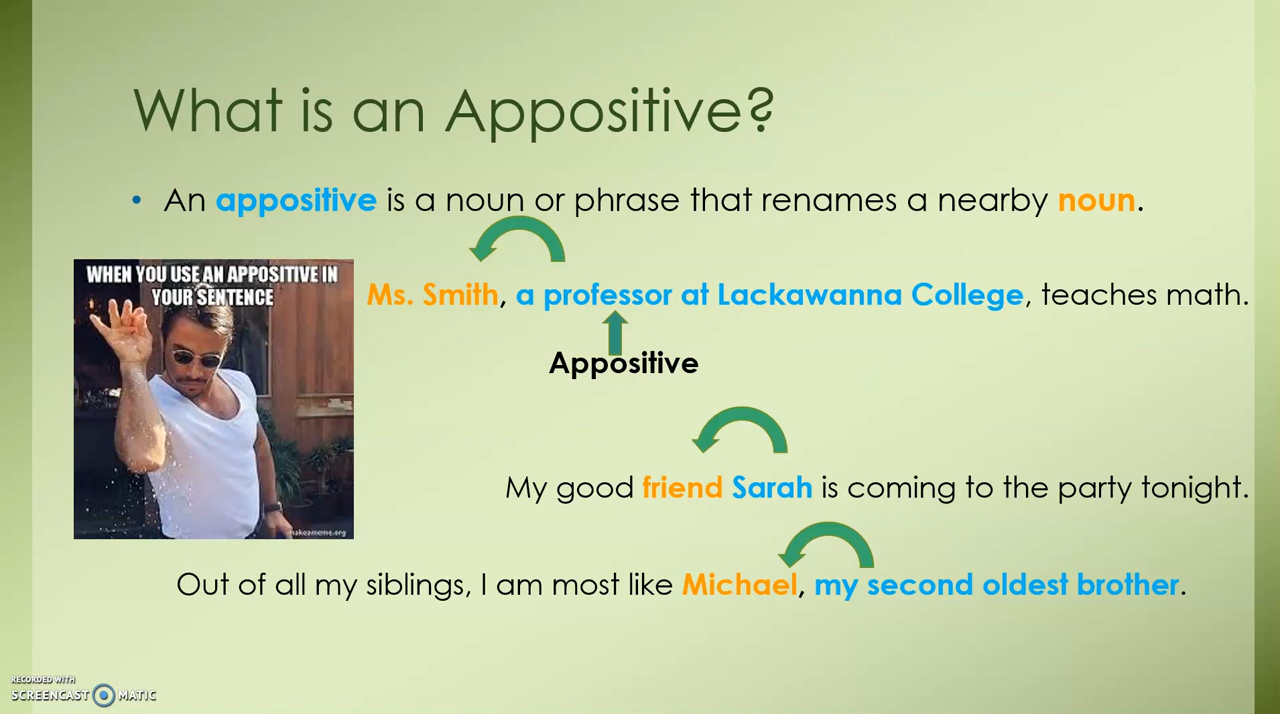 What is an Appositive?
• An appositive is a noun or phrase that renames a nearby noun.
WHEN YOU USE AN APPOSITIVE IN
YOUR SENTENCE
makeameme.org
Ms. Smith, a professor at Lackawanna College, teaches math.
Appositive
My good friend Sarah is coming to the party tonight.
Out of all my siblings, I am most like Michael, my second oldest brother.
RECORDED WITH
SCREENCAST MATIC